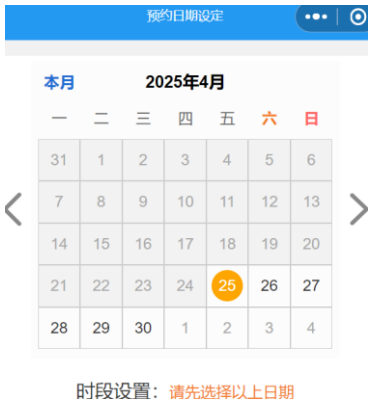 预约日期设定
本月 2025年4月
一 二 三 四 五 六 日
31 1 2 3 4 5 6
7 8 9 10 11 12 13
14 15 16 17 18 19 20
21 22 23 24 25 26 27
28 29 30 1 2 3 4
时段设置：请先选择以上日期